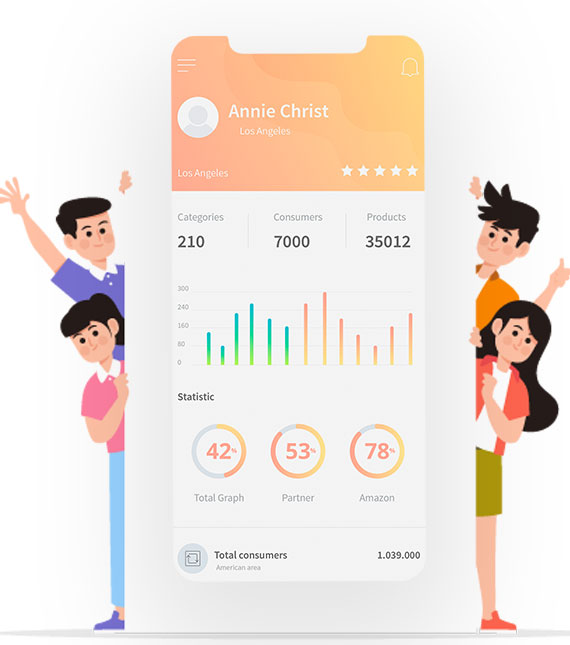 Annie Christ
Los Angeles
Los Angeles
Categories Consumers Products
210 7000 35012
300
240
160
80
0
Statistic
42% 53% 78%
Total Graph Partner Amazon
Total consumers 1.039.000
American area